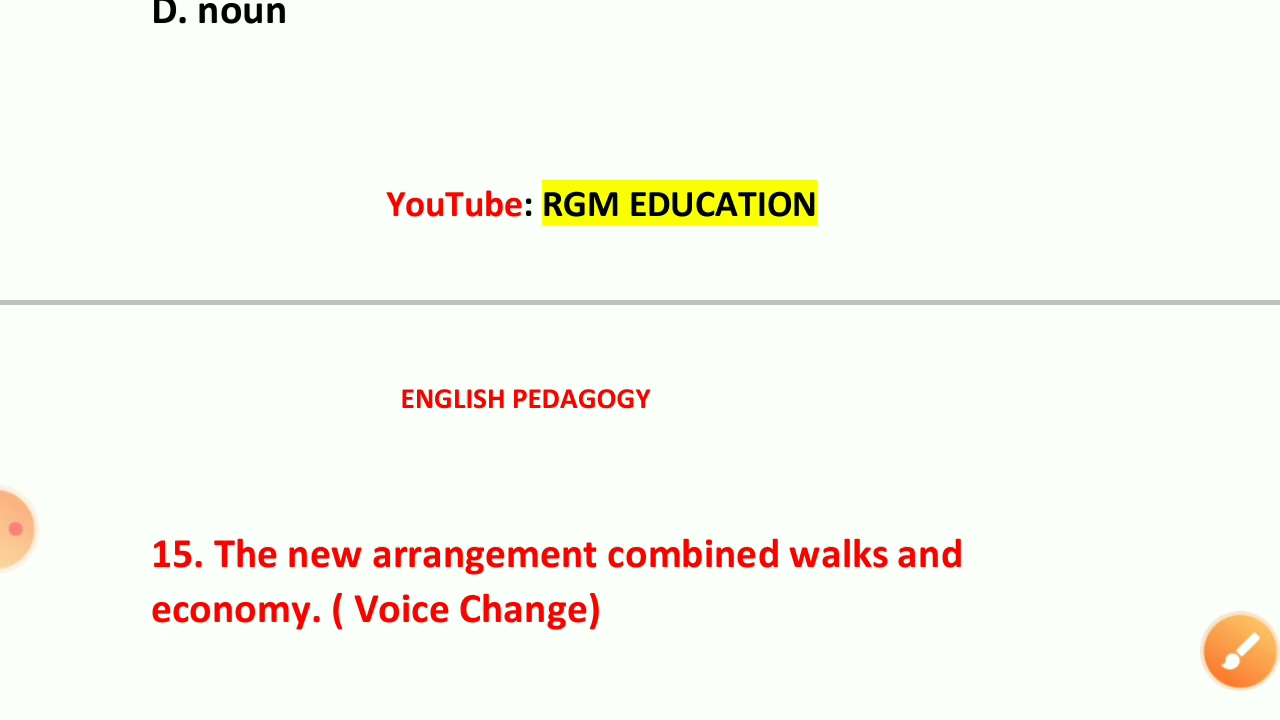 D. noun
YouTube: RGM EDUCATION
ENGLISH PEDAGOGY
15. The new arrangement combined walks and
economy. ( Voice Change)